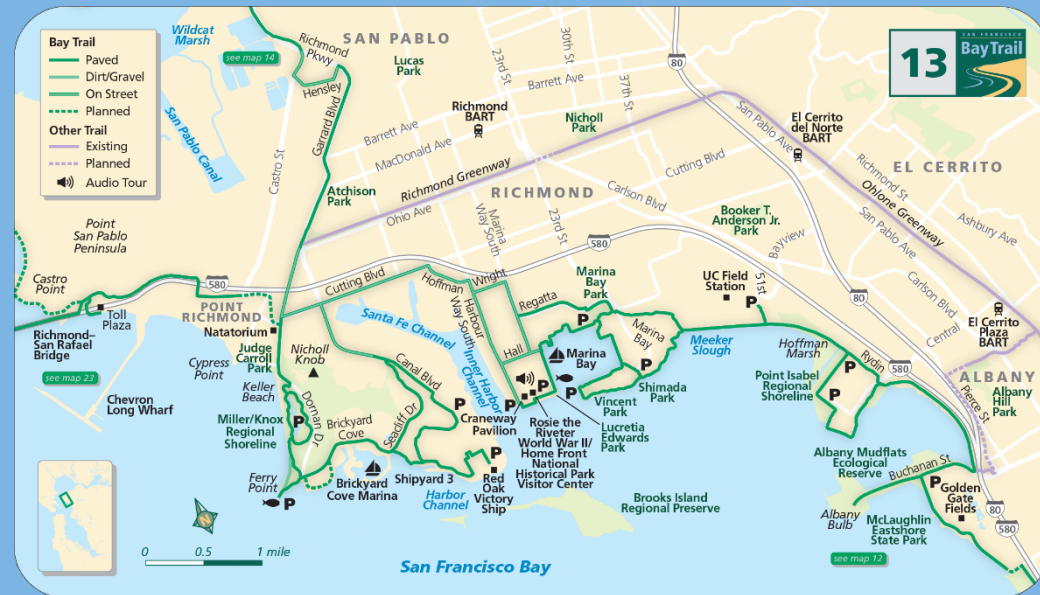 Bay Trail
Paved
Dirt/Gravel
On Street
Planned
Other Trail
Existing
Planned
Audio Tour
Wildcat
Marsh
see map 14
Richmond
Pkwy
Hensley
SAN PABLO
Lucas
Park
23rd St
30th St
37th St
Barrett Ave
80
13
SAN FRANCISCO
Bay Trail
San Pablo Canal
Castro St
Garrard Blvd
Barrett Ave
MacDonald Ave
Richmond
BART
Nicholl
Park
San Pablo Ave
El Cerrito
del Norte
BART
EL CERRITO
Richmond St
Ohlone Greenway
Ashbury Ave
San Pablo Ave
Carlson Blvd
Central
Atchison
Park
Richmond Greenway
Ohio Ave
RICHMOND
Marina
Way South
23rd St
Carlson Blvd
Cutting Blvd
Booker T.
Anderson Jr.
Park
Bayview
580
80
Point
San Pablo
Peninsula
Castro
Point
580
Toll
Plaza
Richmond–
San Rafael
Bridge
see map 23
Chevron
Long Wharf
POINT
RICHMOND
Natatorium
Cypress
Point
Judge
Carroll
Park
Keller
Beach
Miller/Knox
Regional
Shoreline
Nicholl
Knob
Dornan Dr
Ferry
Point
P
P
Cutting Blvd
Hoffman
Wright
Harbour
Way South
Santa Fe Channel
Inner Harbor
Channel
Canal Blvd
Seacliff Dr
Brickyard
Cove
Brickyard
Cove Marina
Shipyard 3
P
P
Harbor
Channel
Red
Oak
Victory
Ship
Regatta
Hall
Marina
Bay
Park
P
Marina
Bay
Marina
Bay
P
P
P
P
Craneway
Pavilion
Rosie the
Riveter
World War II/
Home Front
National
Historical Park
Visitor Center
Lucretia
Edwards
Park
Vincent
Park
Shimada
Park
Meeker
Slough
UC Field
Station
51st
P
Hoffman
Marsh
Rydin
580
Point Isabel
Regional
Shoreline
P
P
El Cerrito
Plaza
BART
ALBANY
Albany
Hill
Park
Pierce St
Albany Mudflats
Ecological
Reserve
Buchanan St
P
Golden
Gate
Fields
80
580
Albany
Bulb
McLaughlin
Eastshore
State Park
see map 12
Brooks Island
Regional Preserve
N
0 0.5 1 mile
San Francisco Bay